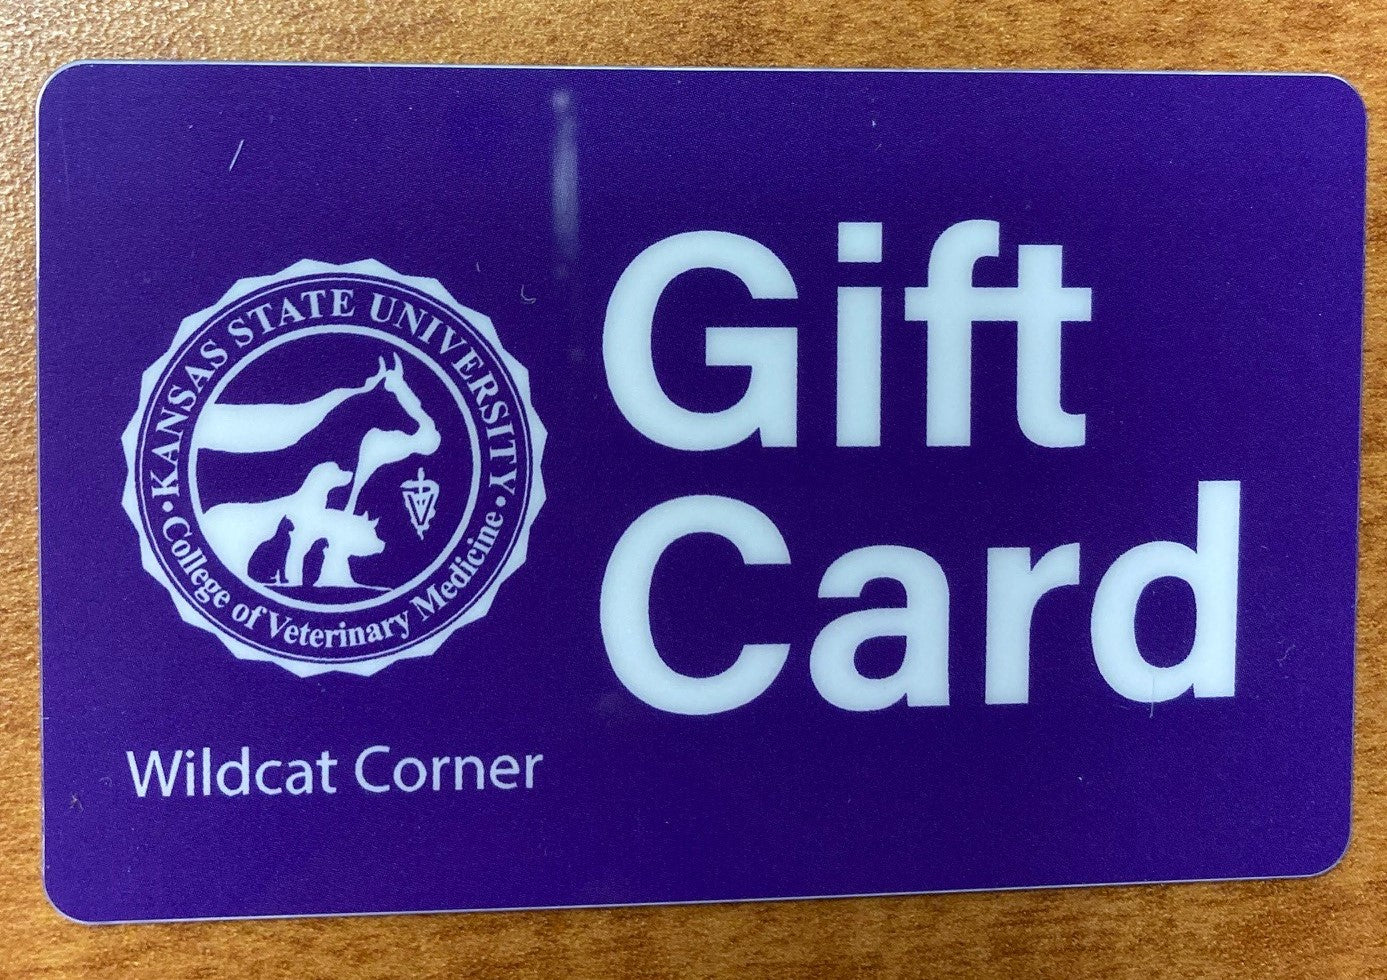 KANSAS STATE UNIVERSITY
College of Veterinary Medicine
Wildcat Corner
Gift
Card